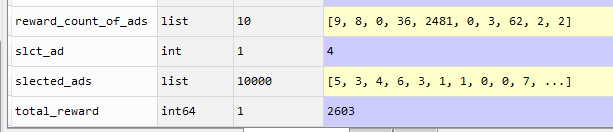 reward_count_of_ads list 10 [9, 8, 0, 36, 2481, 0, 3, 62, 2, 2]
slct_ad int 1 4
slected_ads list 10000 [5, 3, 4, 6, 3, 1, 1, 0, 0, 7, ...]
total_reward int64 1 2603